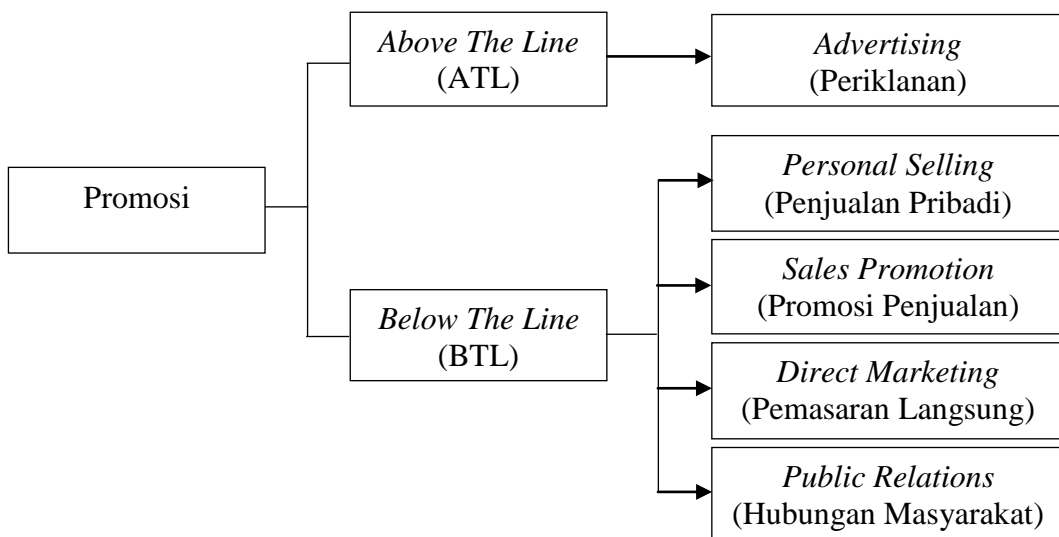 Promosi
Above The Line
(ATL)
Below The Line
(BTL)
Advertising
(Periklanan)
Personal Selling
(Penjualan Pribadi)
Sales Promotion
(Promosi Penjualan)
Direct Marketing
(Pemasaran Langsung)
Public Relations
(Hubungan Masyarakat)